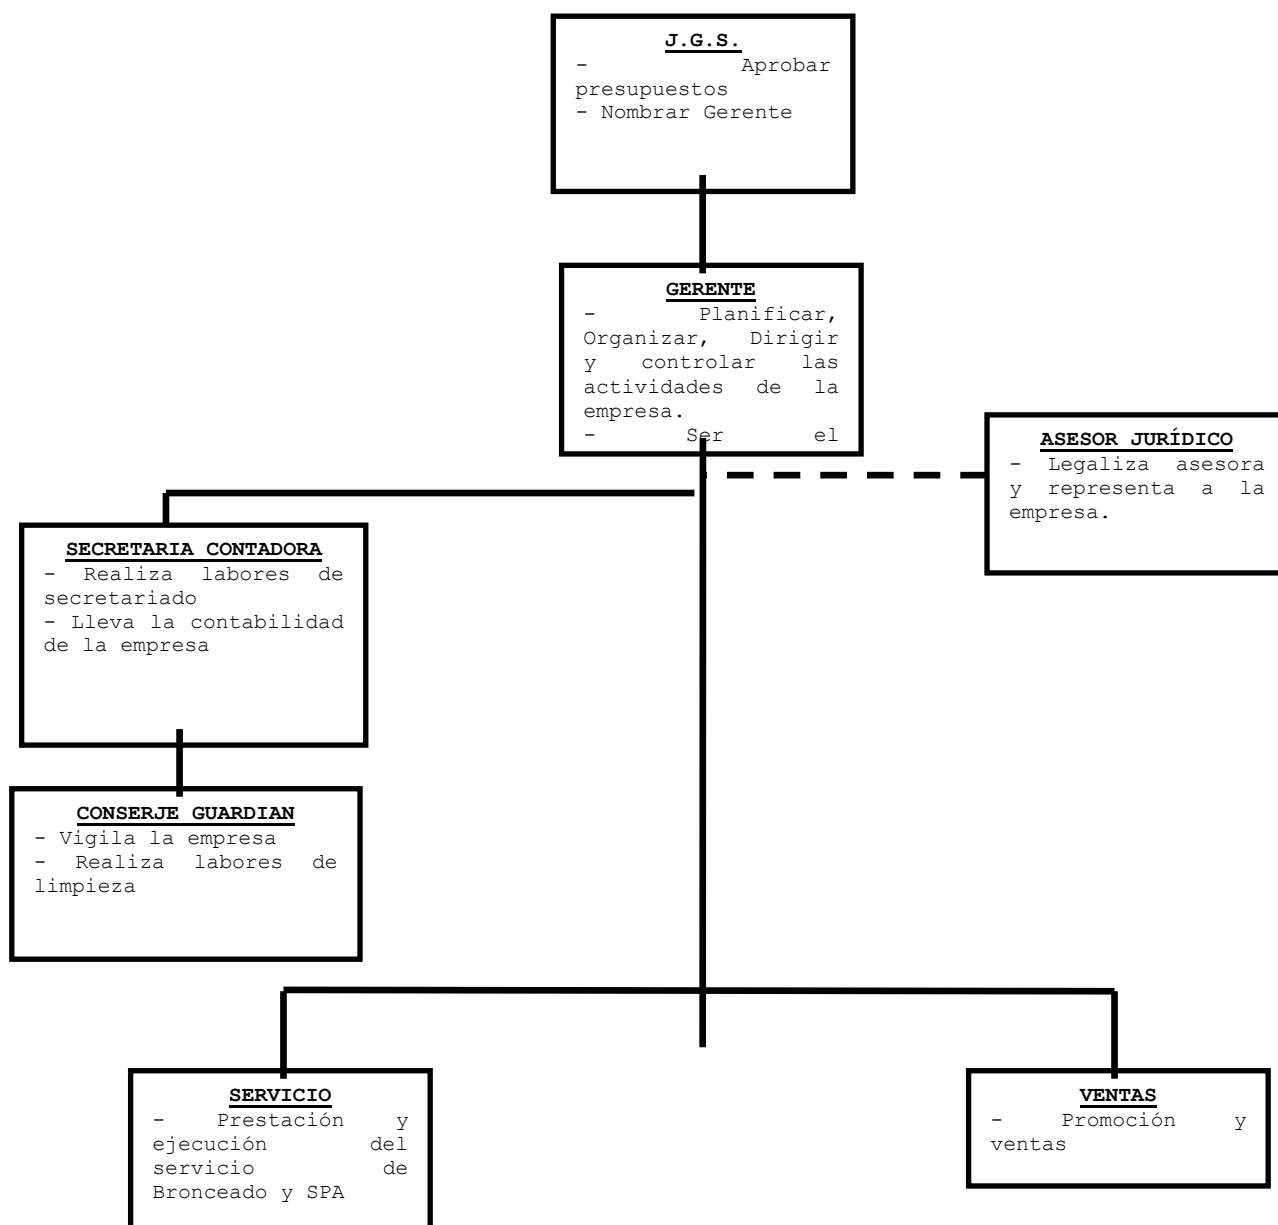 J.G.S.
- Aprobar
presupuestos
- Nombrar Gerente
GERENTE
- Planificar,
Organizar, Dirigir
y controlar las
actividades de la
empresa.
- Ser el
ASESOR JURÍDICO
- Legaliza asesora
y representa a la
empresa.
SECRETARIA CONTADORA
- Realiza labores de
secretariado
- Lleva la contabilidad
de la empresa
CONSERJE GUARDIAN
- Vigila la empresa
- Realiza labores de
limpieza
SERVICIO
- Prestación y
ejecución del
servicio de
Bronceado y SPA
VENTAS
- Promoción y
ventas